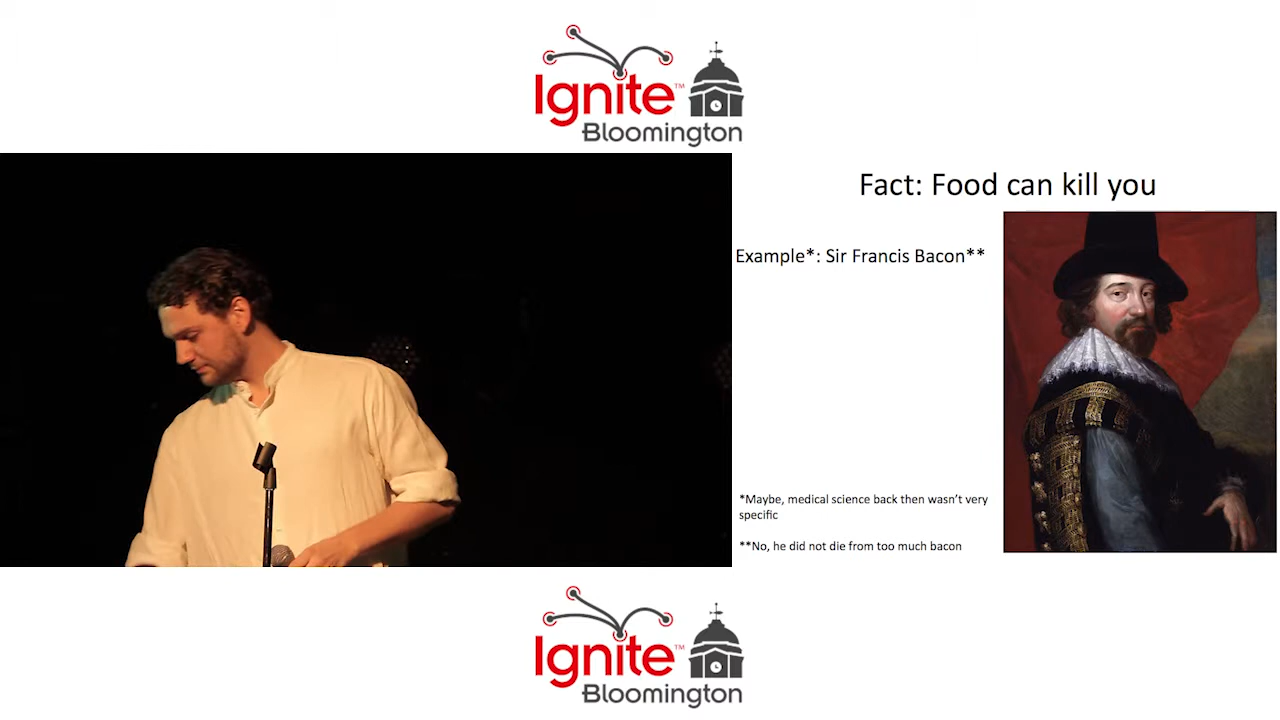 Ignite™
Bloomington
Fact: Food can kill you
Example*: Sir Francis Bacon**
*Maybe, medical science back then wasn’t very
specific
**No, he did not die from too much bacon
Ignite™
Bloomington